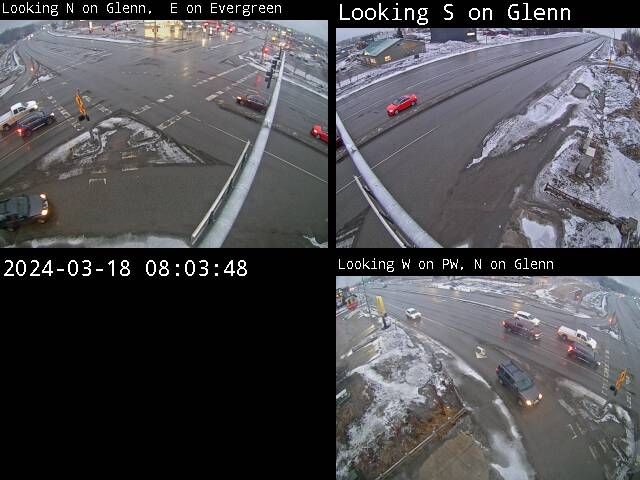 Looking N on Glenn,  E on Evergreen
Looking S on Glenn
2024-03-18 08:03:48
Looking W on PW, N on Glenn